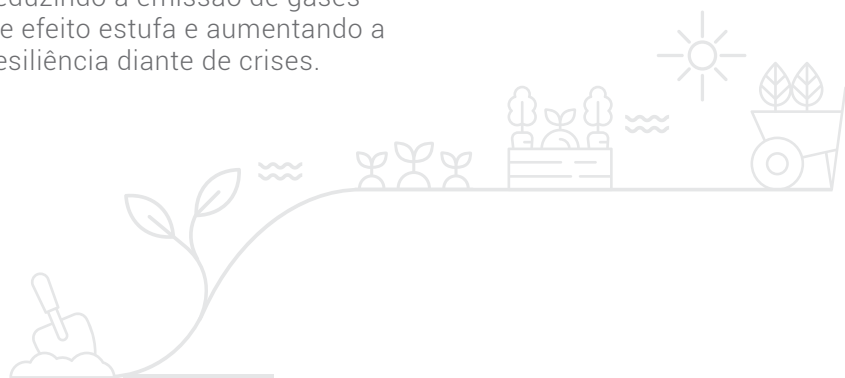 eduzindo a emissão de gases
e efeito estufa e aumentando a
esiliência diante de crises.